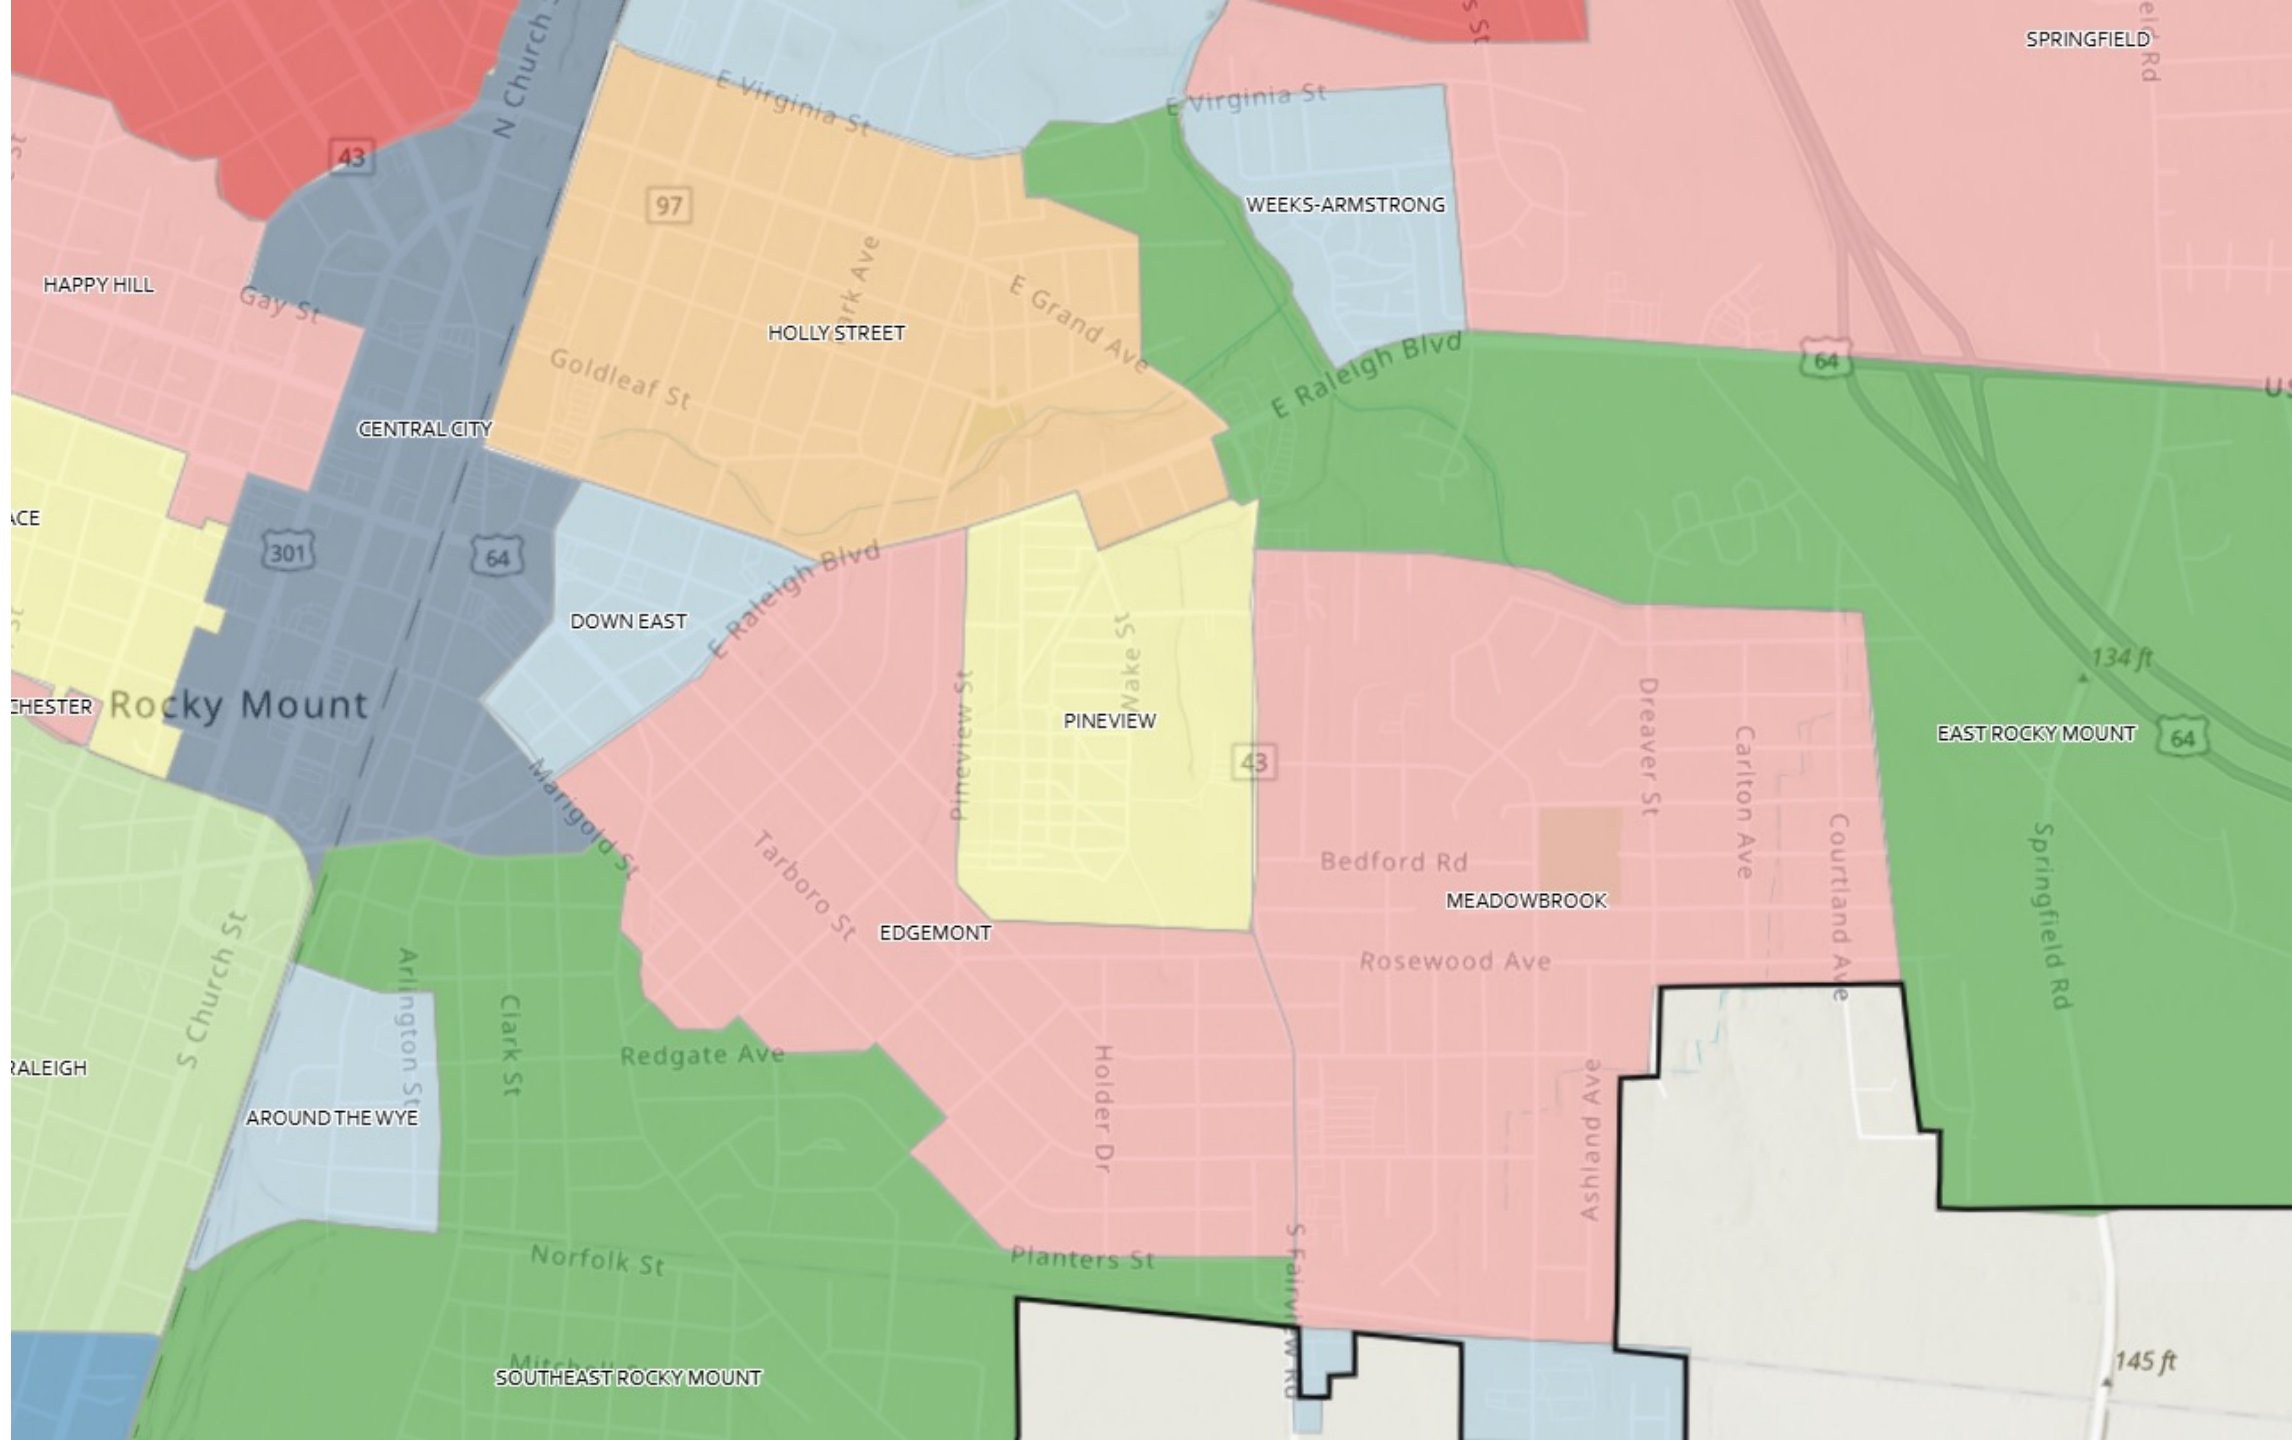 SPRINGFIELD
N Church
E Virginia St
E Virginia St
43
97
WEEKS-ARMSTRONG
HAPPY HILL
Gay St
HOLLY STREET
E Grand Ave
Goldleaf St
E Raleigh Blvd
64
CENTRAL CITY
301
64
DOWN EAST
E Raleigh Blvd
Pineview St
Wake St
PINEVIEW
43
134 ft
EAST ROCKY MOUNT
64
Rocky Mount
Marigold St
Dreaver St
Carlton Ave
Courtland Ave
Springfield Rd
Tarboro St
Bedford Rd
MEADOWBROOK
EDGEMONT
Rosewood Ave
S Church St
Arlington St
Clark St
Redgate Ave
Holder Dr
Ashland Ave
AROUND THE WYE
RALEIGH
Norfolk St
Planters St
S Fairview Rd
SOUTHEAST ROCKY MOUNT
145 ft